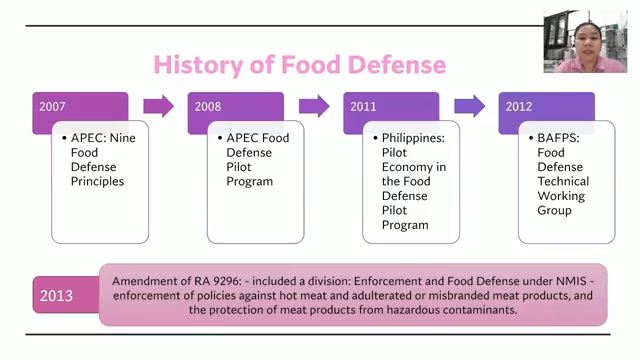 History of Food Defense
2007
• APEC: Nine
Food
Defense
Principles
2008
• APEC Food
Defense
Pilot
Program
2011
• Philippines:
Pilot
Economy in
the Food
Defense
Pilot
Program
2012
• BAFPS:
Food
Defense
Technical
Working
Group
2013
Amendment of RA 9296: - included a division: Enforcement and Food Defense under NMIS -
enforcement of policies against hot meat and adulterated or misbranded meat products, and
the protection of meat products from hazardous contaminants.